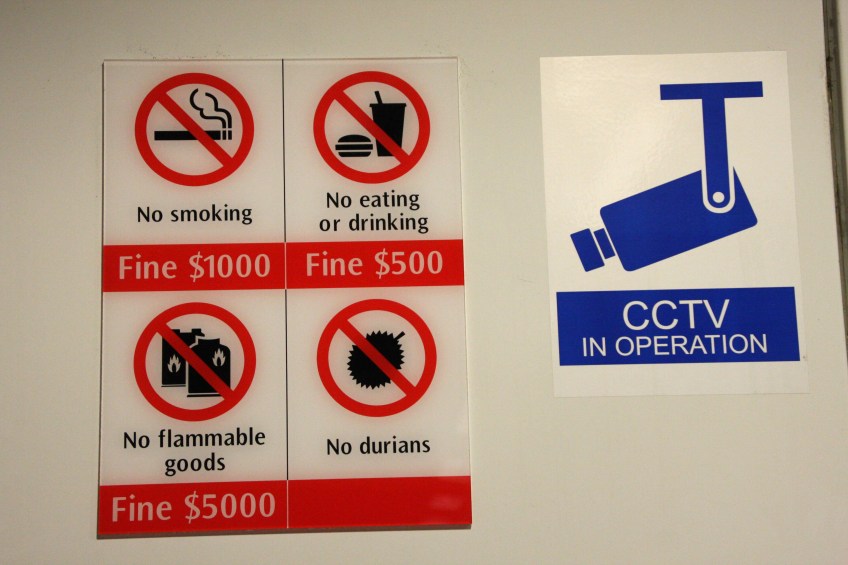 No smoking
Fine $1000
No eating
or drinking
Fine $500
No flammable
goods
Fine $5000
No durians
CCTV
IN OPERATION